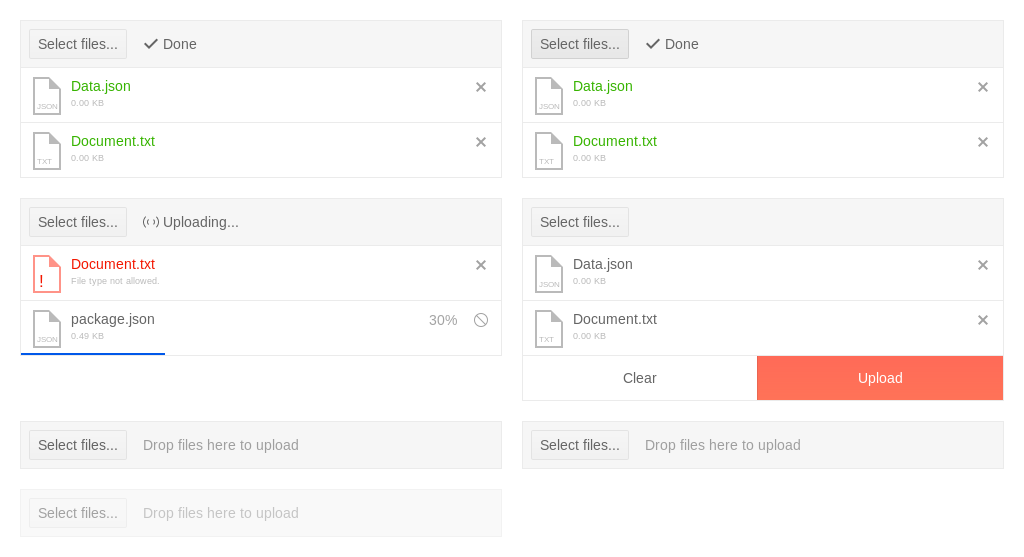 Select files... Done
JSON Data.json
0.00 KB
TXT Document.txt
0.00 KB
Select files... Done
JSON Data.json
0.00 KB
TXT Document.txt
0.00 KB
Select files... Uploading...
! Document.txt
File type not allowed.
JSON package.json 30%
0.49 KB
Select files...
JSON Data.json
0.00 KB
TXT Document.txt
0.00 KB
Clear Upload
Select files... Drop files here to upload
Select files... Drop files here to upload
Select files... Drop files here to upload